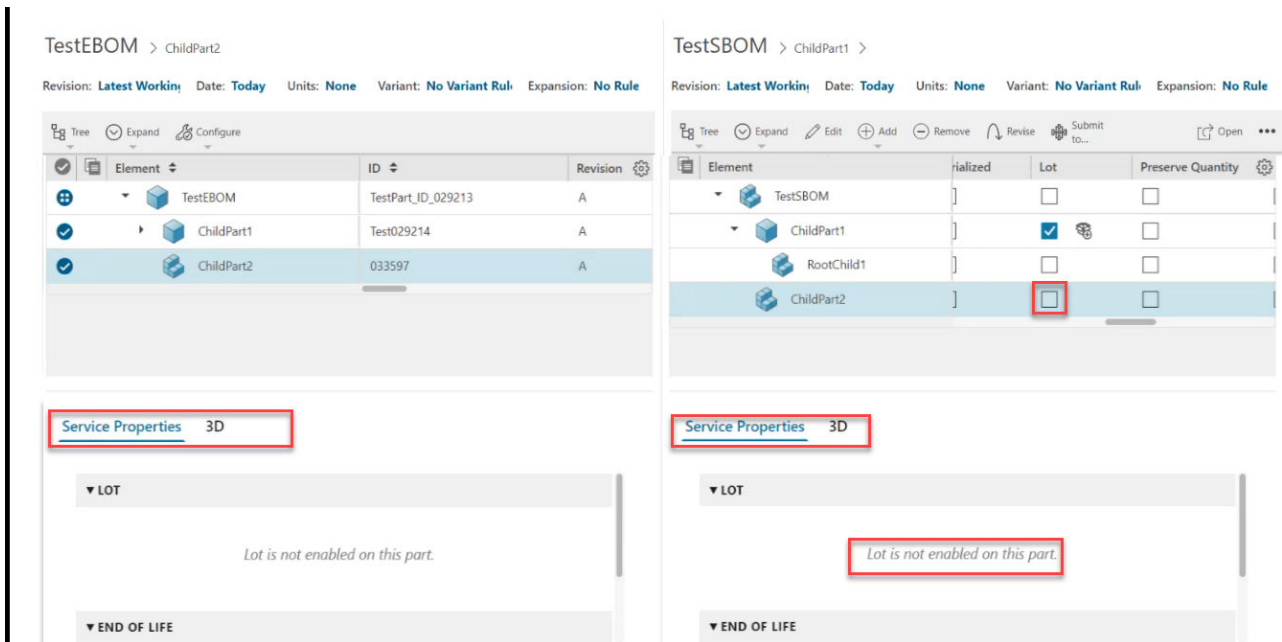 TestEBOM > ChildPart2
Revision: Latest Working Date: Today Units: None Variant: No Variant Rul Expansion: No Rule
Tree Expand Configure
Element ID Revision
TestEBOM TestPart_ID_029213 A
ChildPart1 Test029214 A
ChildPart2 033597 A
Service Properties 3D
LOT
Lot is not enabled on this part.
END OF LIFE
TestSBOM > ChildPart1 >
Revision: Latest Working Date: Today Units: None Variant: No Variant Rul Expansion: No Rule
Tree Expand Edit Add Remove Revise Submit to... Open
Element rialized Lot Preserve Quantity
TestSBOM
ChildPart1
RootChild1
ChildPart2
Service Properties 3D
LOT
Lot is not enabled on this part.
END OF LIFE